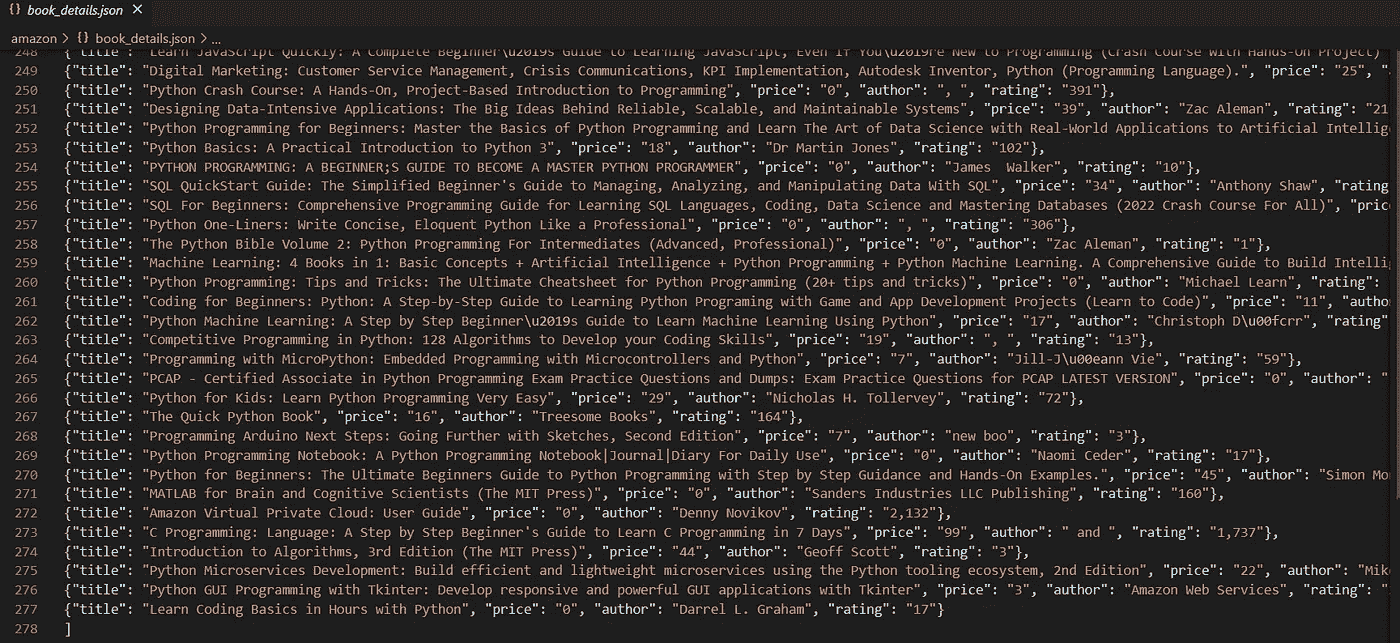 {} book_details.json ×
amazon > {} book_details.json > ...
248 {"title": "Learn JavaScript Quickly: A Complete Beginner\u2019s Guide to Learning JavaScript, Even If You\u2019re New to Programming (Crash Course With Hands-On Project)
249 {"title": "Digital Marketing: Customer Service Management, Crisis Communications, KPI Implementation, Autodesk Inventor, Python (Programming Language).", "price": "25", "
250 {"title": "Python Crash Course: A Hands-On, Project-Based Introduction to Programming", "price": "0", "author": ", ", "rating": "391"},
251 {"title": "Designing Data-Intensive Applications: The Big Ideas Behind Reliable, Scalable, and Maintainable Systems", "price": "39", "author": "Zac Aleman", "rating": "21
252 {"title": "Python Programming for Beginners: Master the Basics of Python Programming and Learn The Art of Data Science with Real-World Applications to Artificial Intellig
253 {"title": "Python Basics: A Practical Introduction to Python 3", "price": "18", "author": "Dr Martin Jones", "rating": "102"},
254 {"title": "PYTHON PROGRAMMING: A BEGINNER;S GUIDE TO BECOME A MASTER PYTHON PROGRAMMER", "price": "0", "author": "James  Walker", "rating": "10"},
255 {"title": "SQL QuickStart Guide: The Simplified Beginner's Guide to Managing, Analyzing, and Manipulating Data With SQL", "price": "34", "author": "Anthony Shaw", "rating
256 {"title": "SQL For Beginners: Comprehensive Programming Guide for Learning SQL Languages, Coding, Data Science and Mastering Databases (2022 Crash Course For All)", "pric
257 {"title": "Python One-Liners: Write Concise, Eloquent Python Like a Professional", "price": "0", "author": ", ", "rating": "306"},
258 {"title": "The Python Bible Volume 2: Python Programming For Intermediates (Advanced, Professional)", "price": "0", "author": "Zac Aleman", "rating": "1"},
259 {"title": "Machine Learning: 4 Books in 1: Basic Concepts + Artificial Intelligence + Python Programming + Python Machine Learning. A Comprehensive Guide to Build Intelli
260 {"title": "Python Programming: Tips and Tricks: The Ultimate Cheatsheet for Python Programming (20+ tips and tricks)", "price": "0", "author": "Michael Learn", "rating":
261 {"title": "Coding for Beginners: Python: A Step-by-Step Guide to Learning Python Programing with Game and App Development Projects (Learn to Code)", "price": "11", "autho
262 {"title": "Python Machine Learning: A Step by Step Beginner\u2019s Guide to Learn Machine Learning Using Python", "price": "17", "author": "Christoph D\u00fcrr", "rating"
263 {"title": "Competitive Programming in Python: 128 Algorithms to Develop your Coding Skills", "price": "19", "author": ", ", "rating": "13"},
264 {"title": "Programming with MicroPython: Embedded Programming with Microcontrollers and Python", "price": "7", "author": "Jill-J\u00eann Vie", "rating": "59"},
265 {"title": "PCAP - Certified Associate in Python Programming Exam Practice Questions and Dumps: Exam Practice Questions for PCAP LATEST VERSION", "price": "0", "author": "
266 {"title": "Python for Kids: Learn Python Programming Very Easy", "price": "29", "author": "Nicholas H. Tollervey", "rating": "72"},
267 {"title": "The Quick Python Book", "price": "16", "author": "Treesome Books", "rating": "164"},
268 {"title": "Programming Arduino Next Steps: Going Further with Sketches, Second Edition", "price": "7", "author": "new boo", "rating": "3"},
269 {"title": "Python Programming Notebook: A Python Programming Notebook|Journal|Diary For Daily Use", "price": "0", "author": "Naomi Ceder", "rating": "17"},
270 {"title": "Python for Beginners: The Ultimate Beginners Guide to Python Programming with Step by Step Guidance and Hands-On Examples.", "price": "45", "author": "Simon Mo
271 {"title": "MATLAB for Brain and Cognitive Scientists (The MIT Press)", "price": "0", "author": "Sanders Industries LLC Publishing", "rating": "160"},
272 {"title": "Amazon Virtual Private Cloud: User Guide", "price": "0", "author": "Denny Novikov", "rating": "2,132"},
273 {"title": "C Programming: Language: A Step by Step Beginner's Guide to Learn C Programming in 7 Days", "price": "99", "author": " and ", "rating": "1,737"},
274 {"title": "Introduction to Algorithms, 3rd Edition (The MIT Press)", "price": "44", "author": "Geoff Scott", "rating": "3"},
275 {"title": "Python Microservices Development: Build efficient and lightweight microservices using the Python tooling ecosystem, 2nd Edition", "price": "22", "author": "Mik
276 {"title": "Python GUI Programming with Tkinter: Develop responsive and powerful GUI applications with Tkinter", "price": "3", "author": "Amazon Web Services", "rating": "
277 {"title": "Learn Coding Basics in Hours with Python", "price": "0", "author": "Darrel L. Graham", "rating": "17"}
278 ]